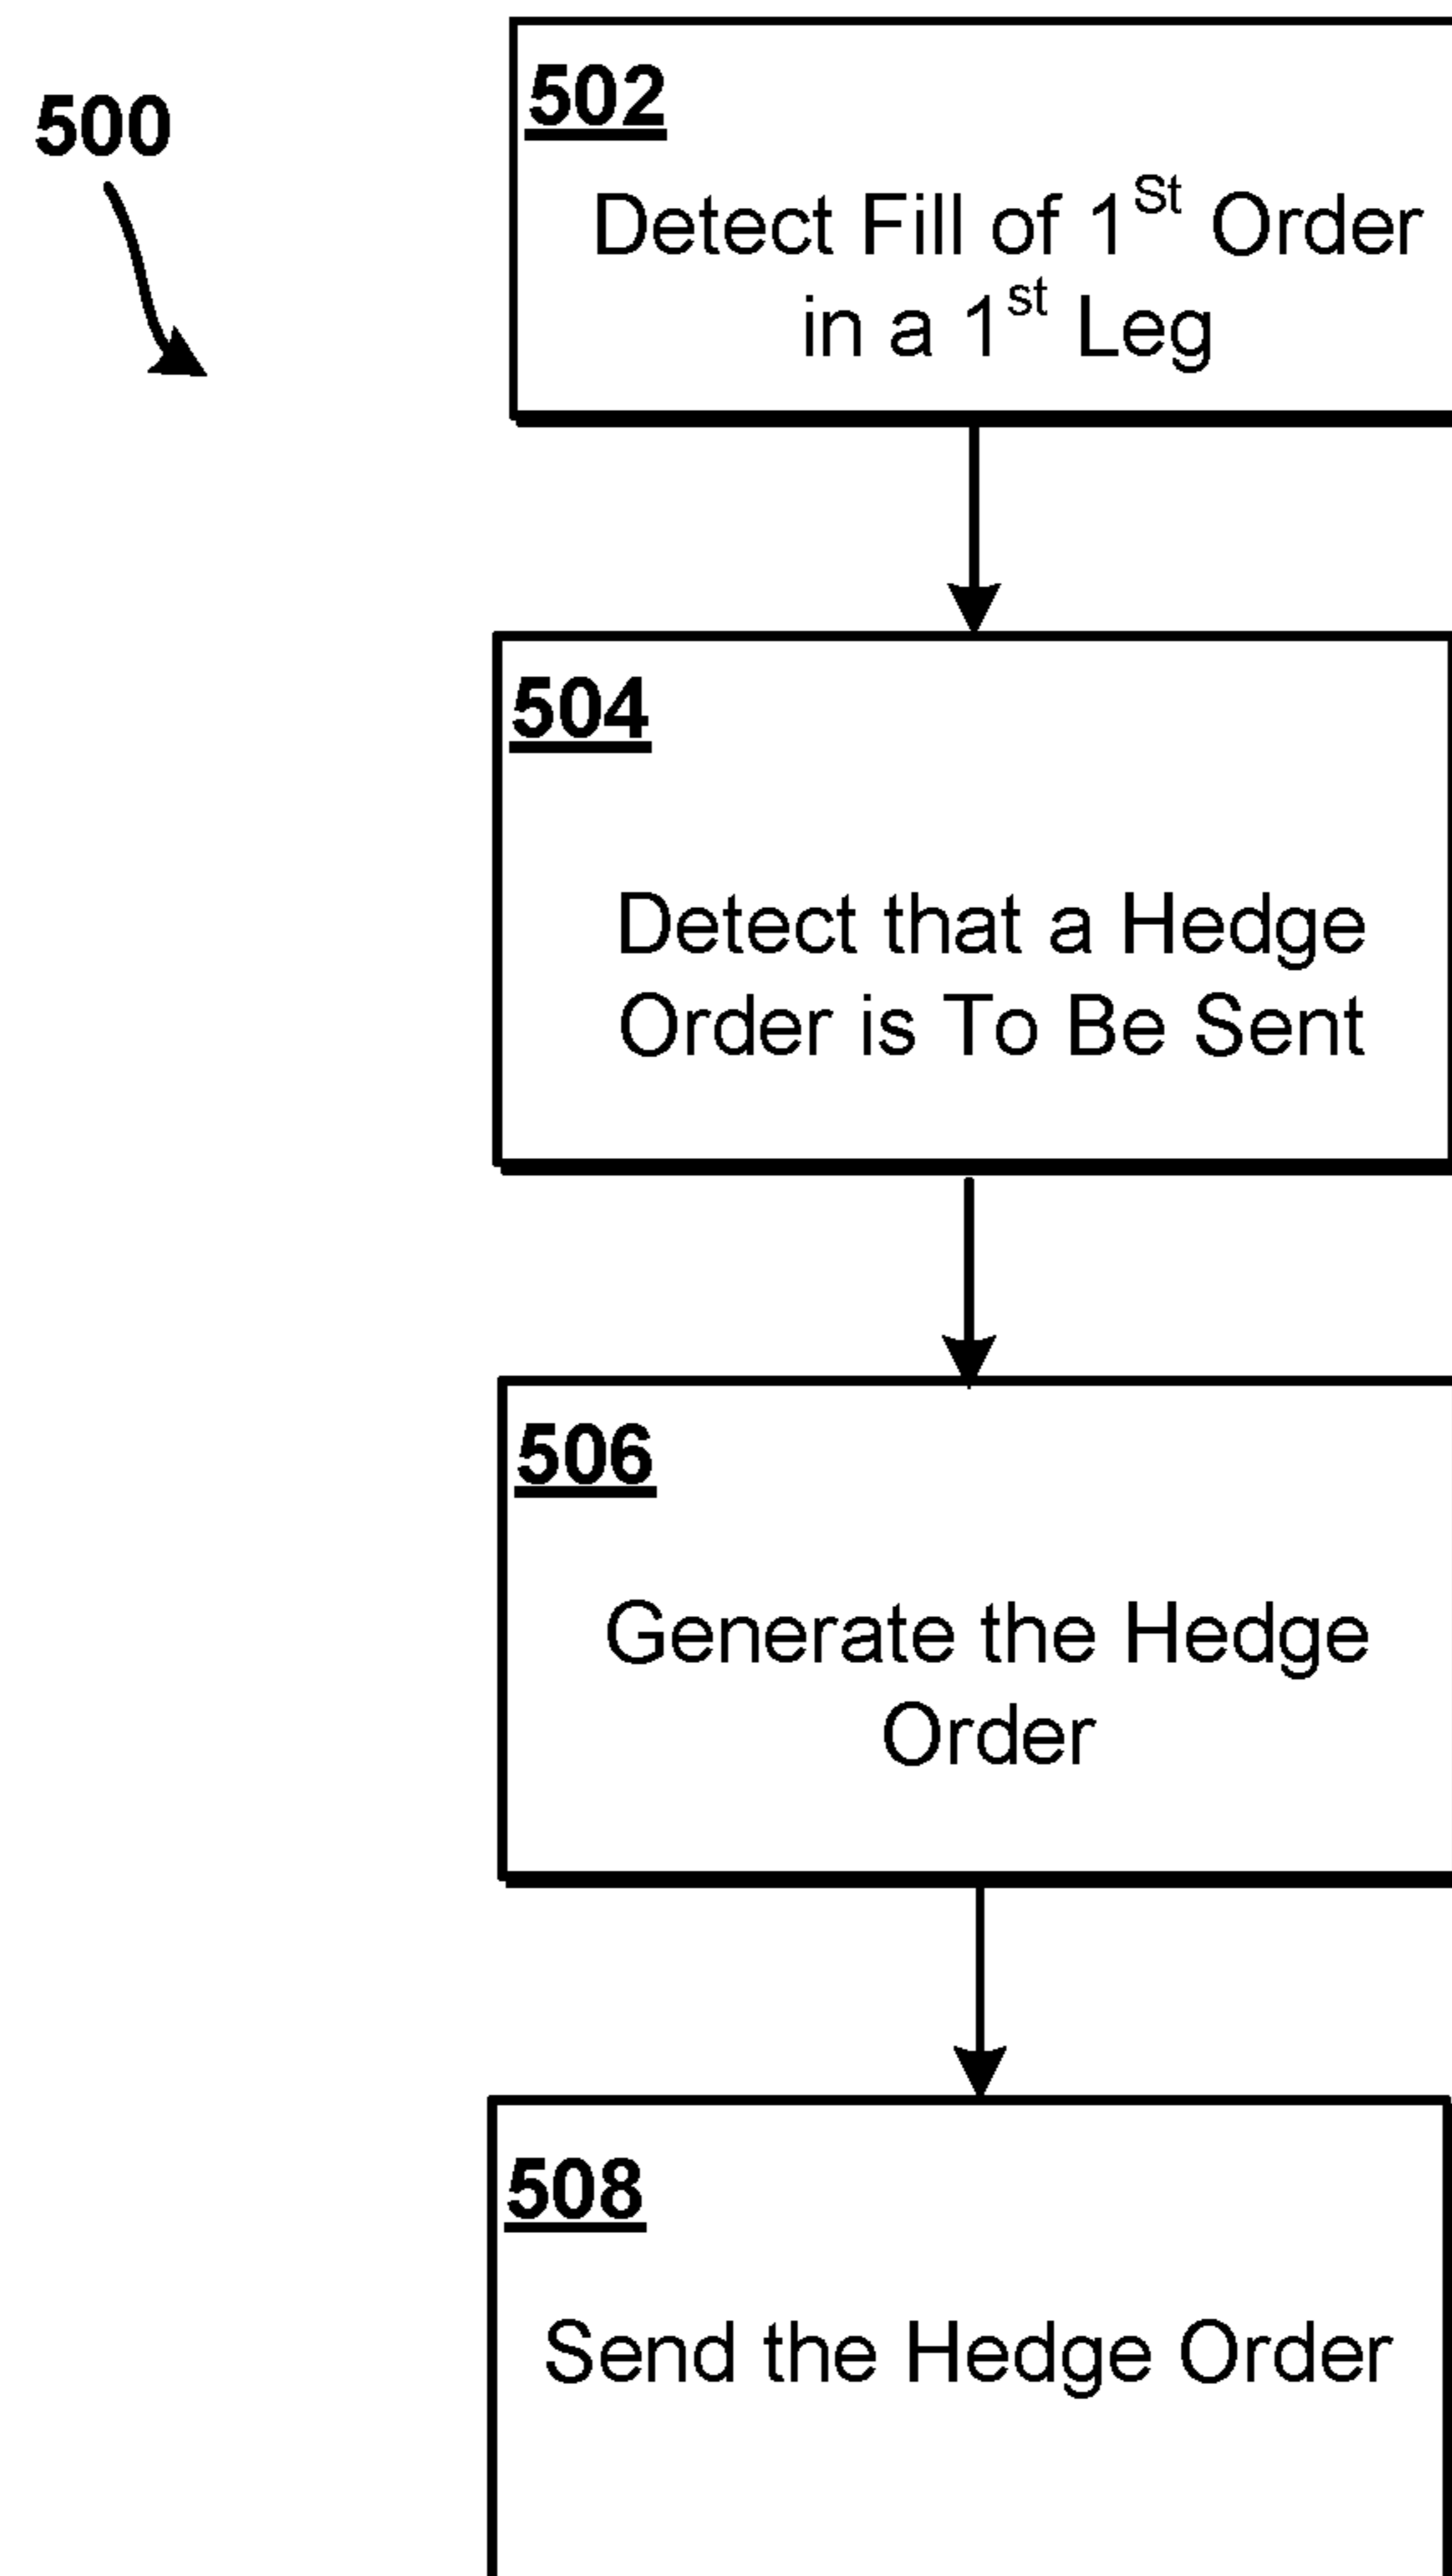 500
502
Detect Fill of 1St Order
in a 1st Leg
504
Detect that a Hedge
Order is To Be Sent
506
Generate the Hedge
Order
508
Send the Hedge Order